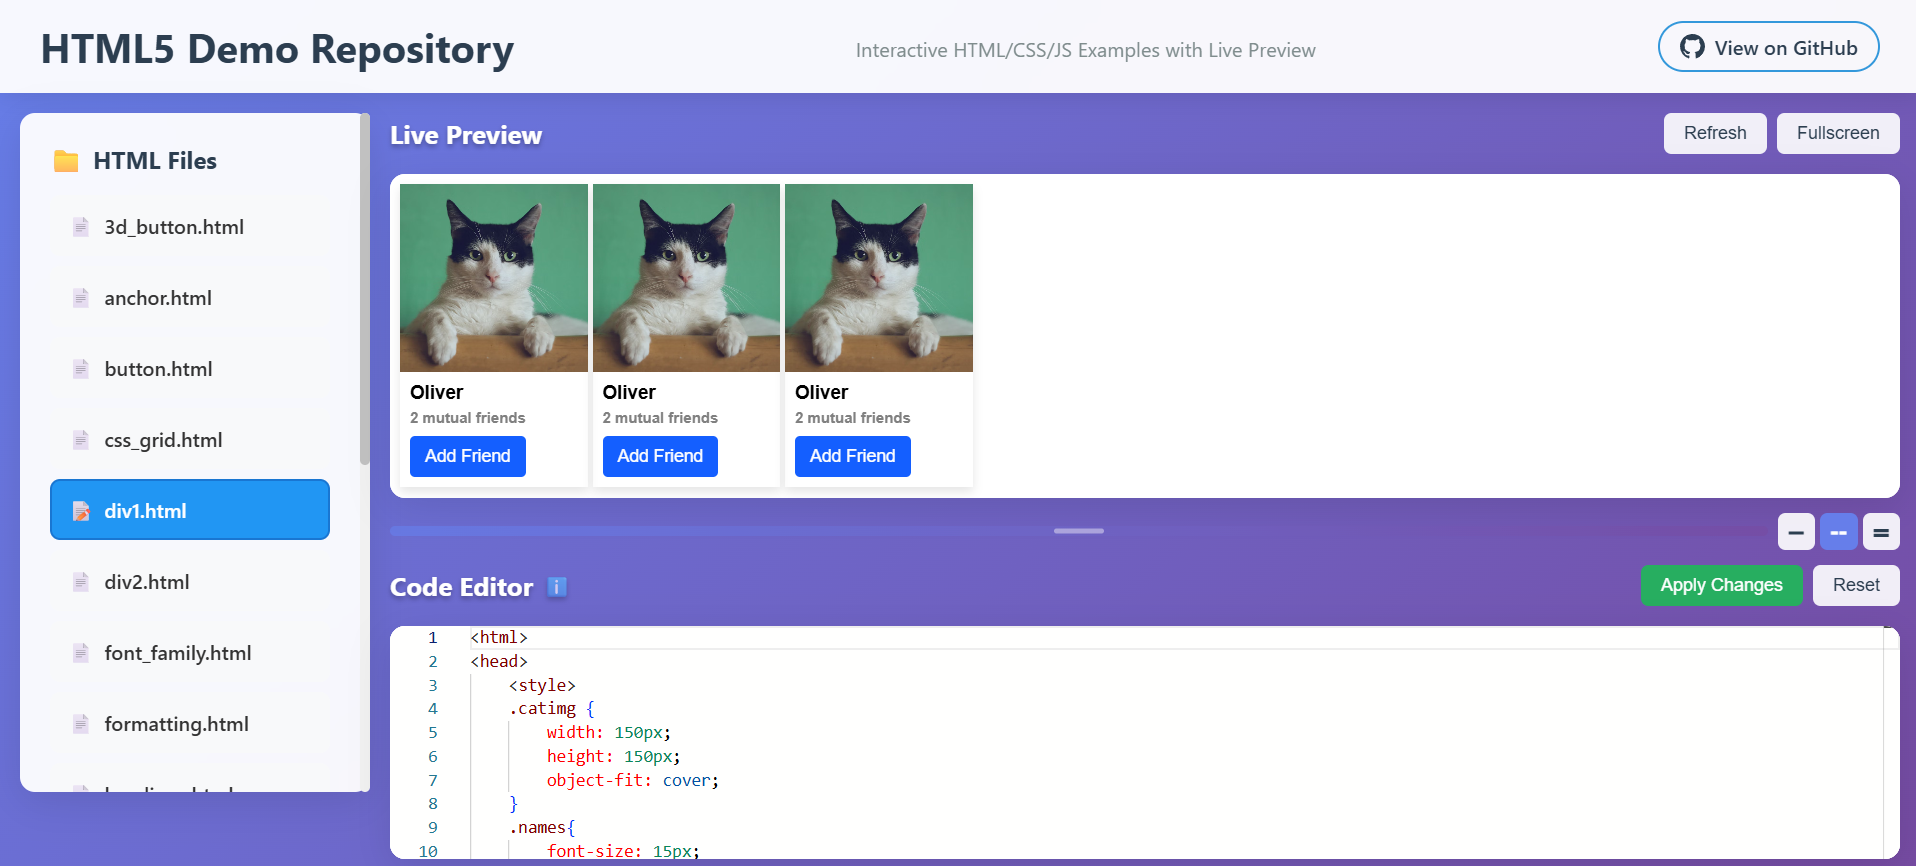 HTML5 Demo Repository
Interactive HTML/CSS/JS Examples with Live Preview
View on GitHub
HTML Files
3d_button.html
anchor.html
button.html
css_grid.html
div1.html
div2.html
font_family.html
formatting.html
Live Preview
Refresh
Fullscreen
Oliver
2 mutual friends
Add Friend
Oliver
2 mutual friends
Add Friend
Oliver
2 mutual friends
Add Friend
Code Editor
Apply Changes
Reset
1 <html>
2 <head>
3 <style>
4 .catimg {
5 width: 150px;
6 height: 150px;
7 object-fit: cover;
8 }
9 .names{
10 font-size: 15px;